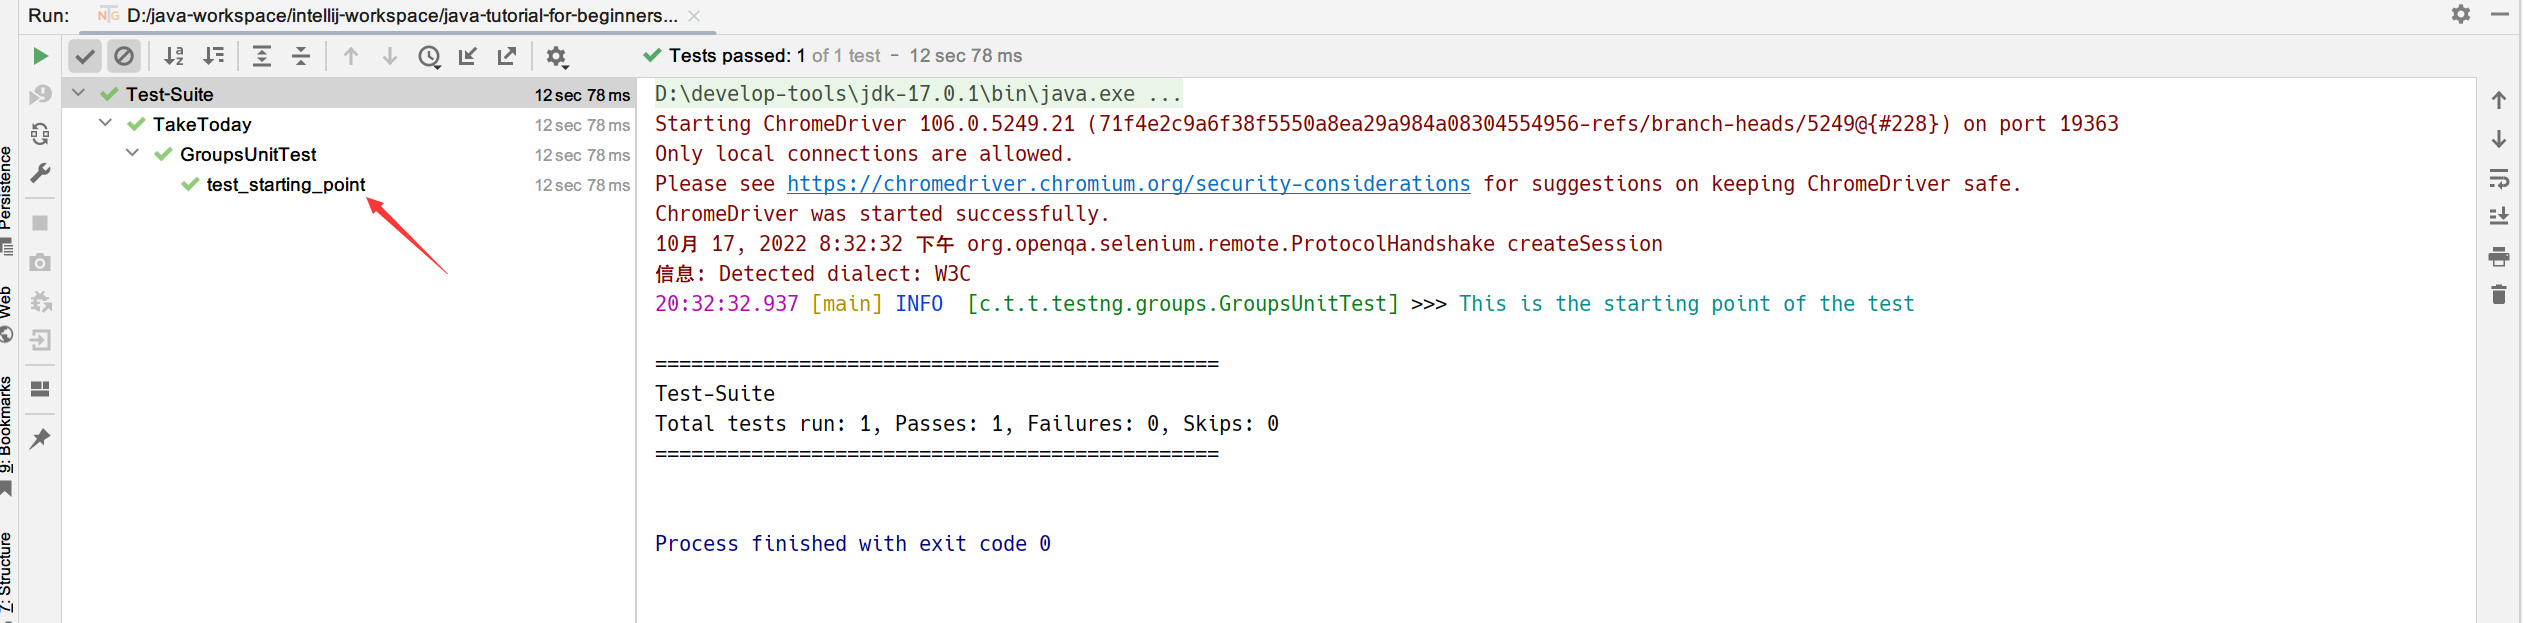 Run: NTG D:/java-workspace/intellij-workspace/java-tutorial-for-beginners...
Tests passed: 1 of 1 test – 12 sec 78 ms
Test-Suite 12 sec 78 ms
TakeToday 12 sec 78 ms
GroupsUnitTest 12 sec 78 ms
test_starting_point 12 sec 78 ms
D:\develop-tools\jdk-17.0.1\bin\java.exe ...
Starting ChromeDriver 106.0.5249.21 (71f4e2c9a6f38f5550a8ea29a984a08304554956-refs/branch-heads/5249@{#228}) on port 19363
Only local connections are allowed.
Please see https://chromedriver.chromium.org/security-considerations for suggestions on keeping ChromeDriver safe.
ChromeDriver was started successfully.
10月 17, 2022 8:32:32 下午 org.openqa.selenium.remote.ProtocolHandshake createSession
信息: Detected dialect: W3C
20:32:32.937 [main] INFO  [c.t.t.testng.groups.GroupsUnitTest] >>> This is the starting point of the test
===============================================
Test-Suite
Total tests run: 1, Passes: 1, Failures: 0, Skips: 0
===============================================
Process finished with exit code 0
Persistence
Web
9: Bookmarks
7: Structure